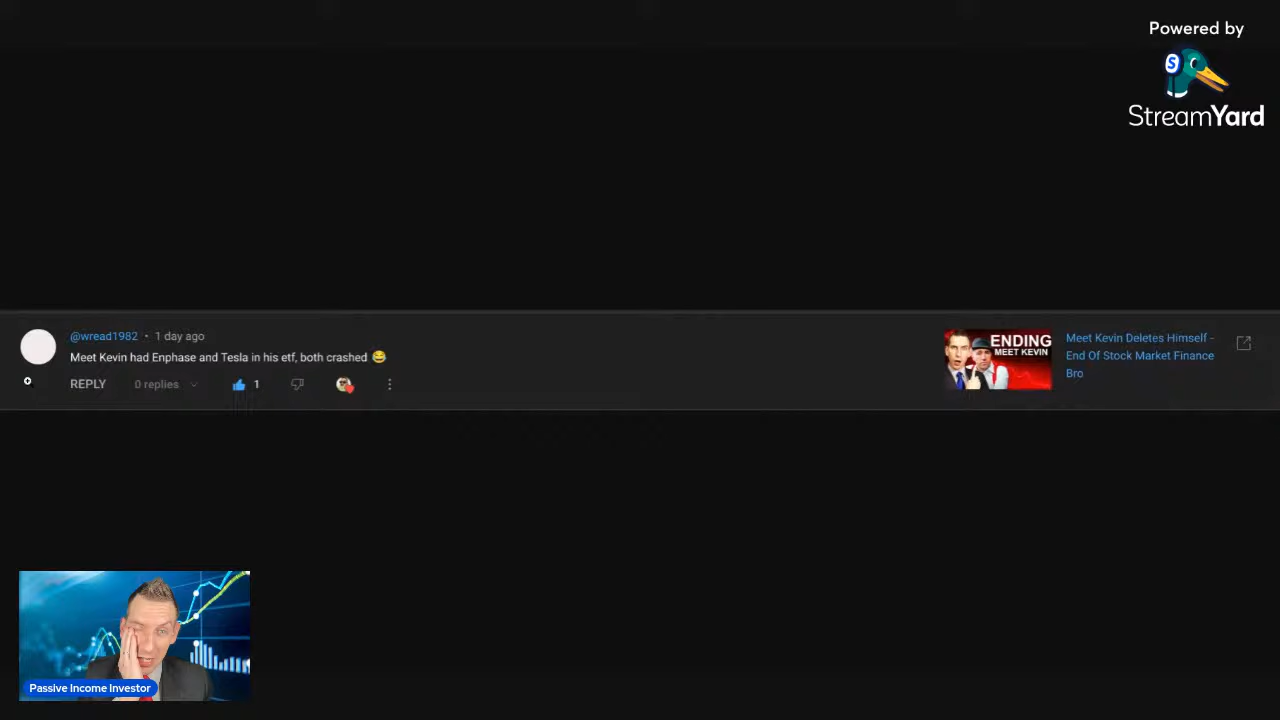 Powered by
S
StreamYard
@wread1982 • 1 day ago
Meet Kevin had Enphase and Tesla in his etf, both crashed 😂
REPLY 0 replies 1
ENDING
MEET KEVIN
Meet Kevin Deletes Himself -
End Of Stock Market Finance
Bro
Passive Income Investor